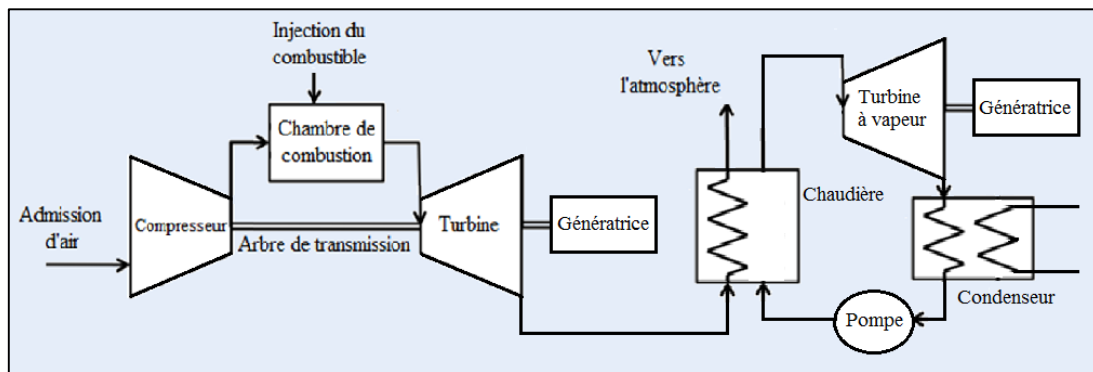 Injection du
combustible
Chambre de
combustion
Admission
d'air
Compresseur
Arbre de transmission
Turbine
Génératrice
Vers
l'atmosphère
Chaudière
Turbine
à vapeur
Génératrice
Condenseur
Pompe